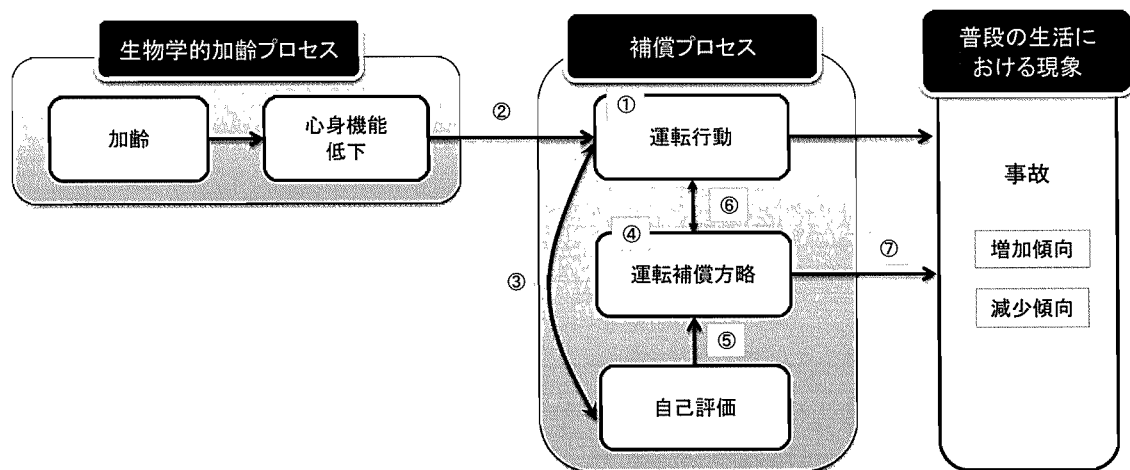 生物学的加齢プロセス
加齢
心身機能
低下
②
補償プロセス
①
運転行動
⑥
④
運転補償方略
③
⑤
自己評価
⑦
普段の生活に
おける現象
事故
増加傾向
減少傾向